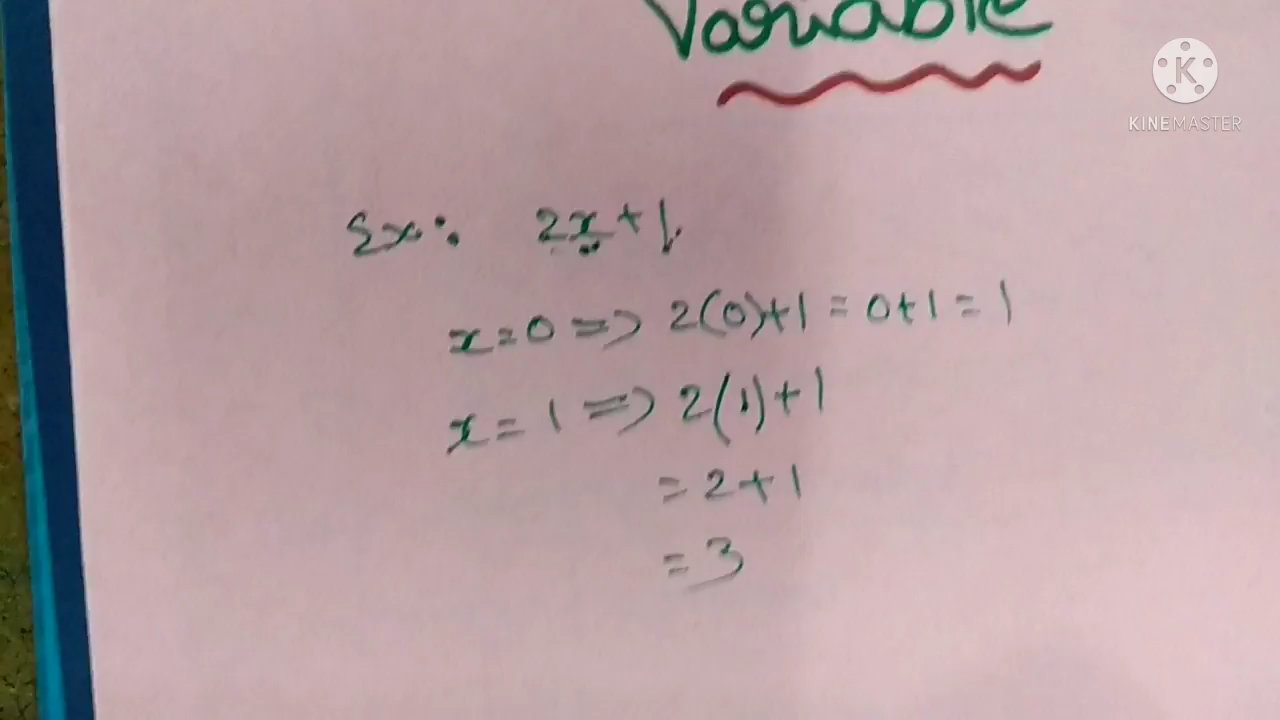 Variable
K
KINEMASTER
Ex: 2x+1
x=0 => 2(0)+1 = 0+1 = 1
x=1 => 2(1)+1
= 2+1
= 3